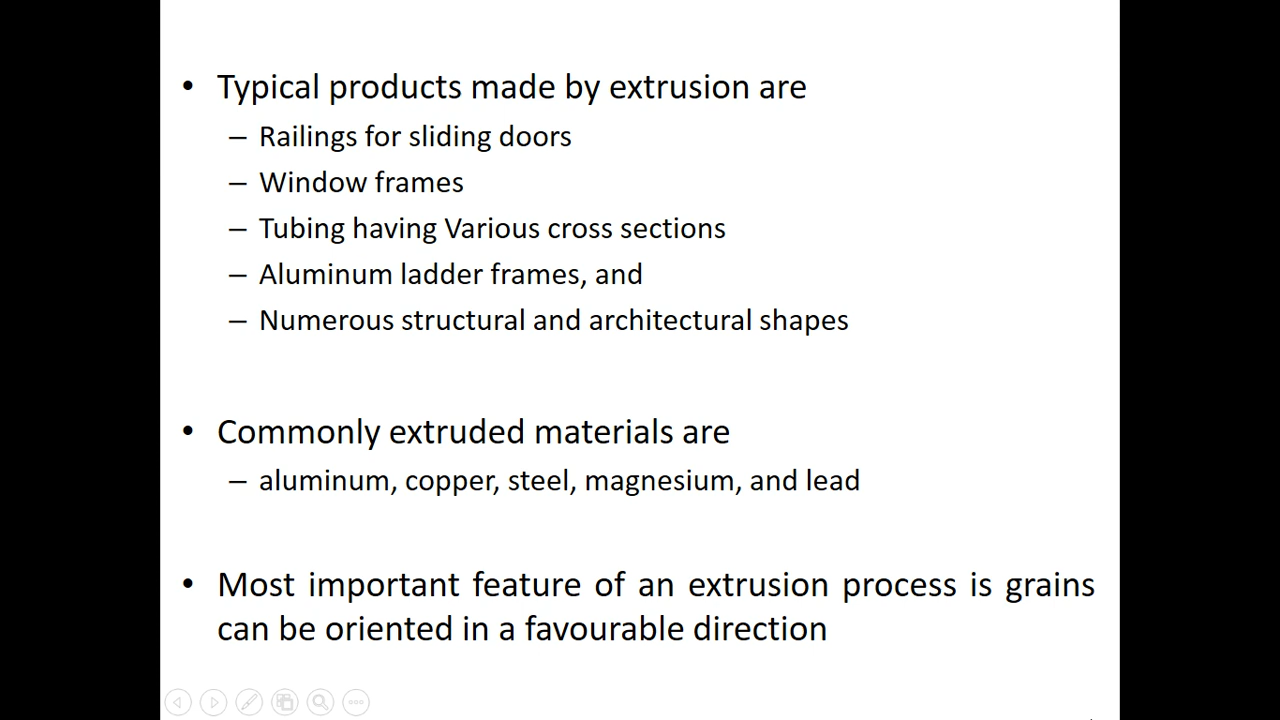 • Typical products made by extrusion are
– Railings for sliding doors
– Window frames
– Tubing having Various cross sections
– Aluminum ladder frames, and
– Numerous structural and architectural shapes
• Commonly extruded materials are
– aluminum, copper, steel, magnesium, and lead
• Most important feature of an extrusion process is grains
can be oriented in a favourable direction